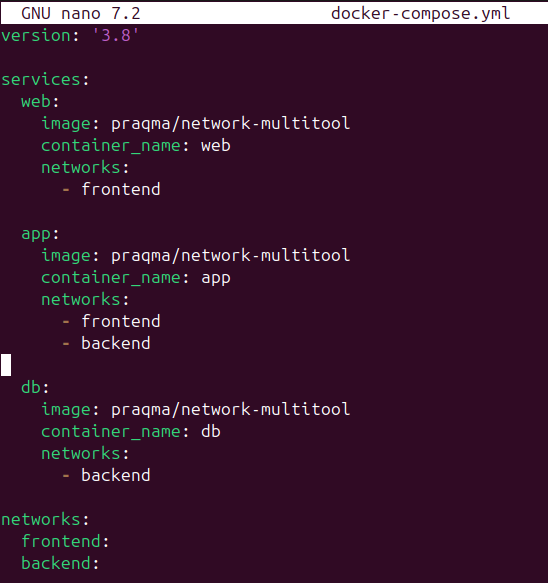 GNU nano 7.2 docker-compose.yml
version: '3.8'
services:
  web:
    image: praqma/network-multitool
    container_name: web
    networks:
      - frontend
  app:
    image: praqma/network-multitool
    container_name: app
    networks:
      - frontend
      - backend
  db:
    image: praqma/network-multitool
    container_name: db
    networks:
      - backend
networks:
  frontend:
  backend: